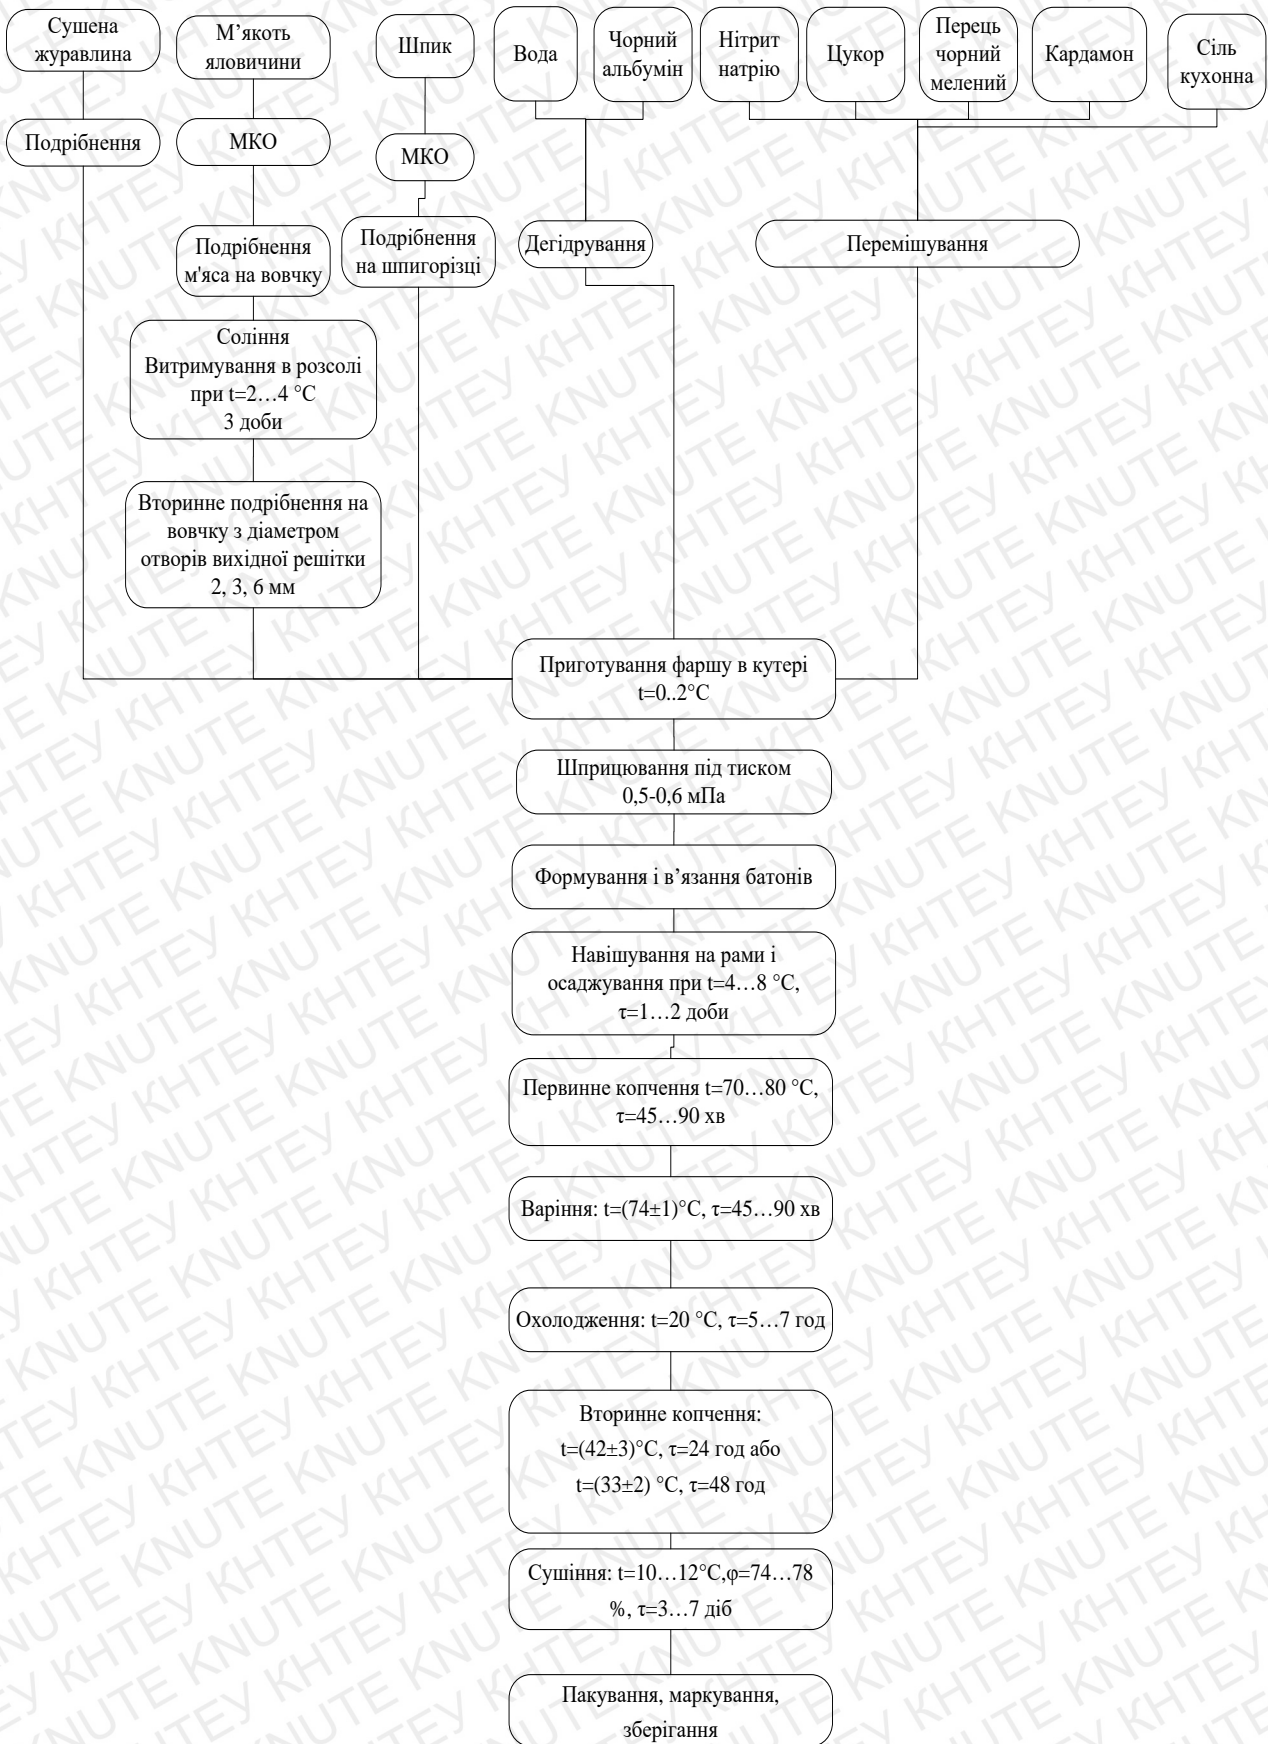 Сушена
журавлина
М’якоть
яловичини
Шпик
Вода
Чорний
альбумін
Нітрит
натрію
Цукор
Перець
чорний
мелений
Кардамон
Сіль
кухонна
Подрібнення
МКО
МКО
Подрібнення
м'яса на вовчку
Подрібнення
на шпигорізці
Дегідрування
Перемішування
Соління
Витримування в розсолі
при t=2…4 °С
3 доби
Вторинне подрібнення на
вовчку з діаметром
отворів вихідної решітки
2, 3, 6 мм
Приготування фаршу в кутері
t=0..2°С
Шприцювання під тиском
0,5-0,6 мПа
Формування і в’язання батонів
Навішування на рами і
осаджування при t=4…8 °С,
τ=1…2 доби
Первинне копчення t=70…80 °С,
τ=45…90 хв
Варіння: t=(74±1)°С, τ=45…90 хв
Охолодження: t=20 °С, τ=5…7 год
Вторинне копчення:
t=(42±3)°С, τ=24 год або
t=(33±2) °С, τ=48 год
Сушіння: t=10…12°С,φ=74…78
%, τ=3…7 діб
Пакування, маркування,
зберігання